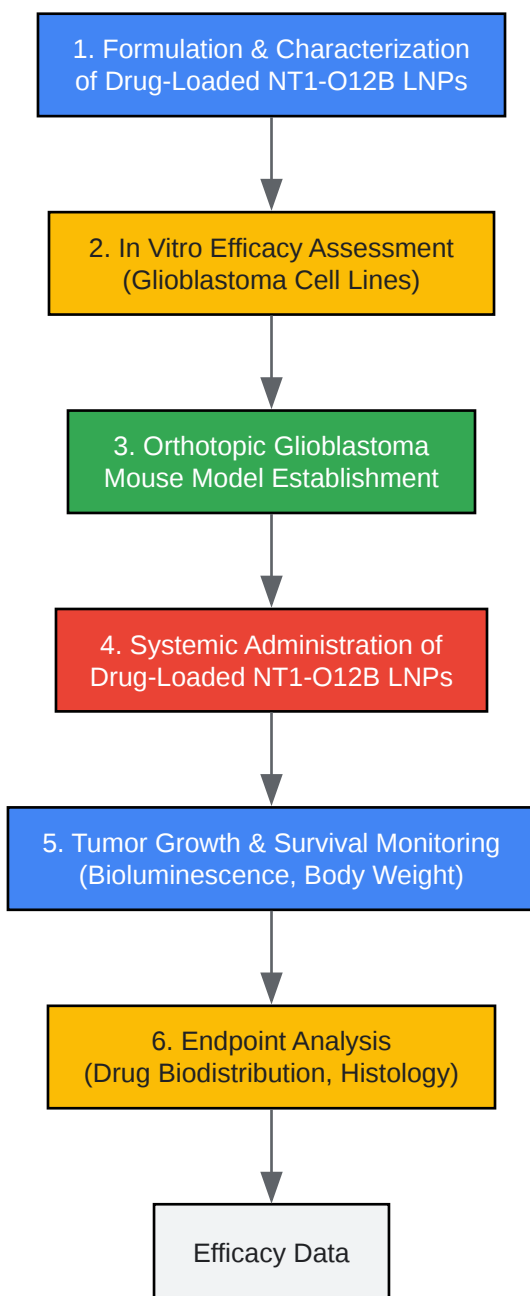 1. Formulation & Characterization
of Drug-Loaded NT1-O12B LNPs
2. In Vitro Efficacy Assessment
(Glioblastoma Cell Lines)
3. Orthotopic Glioblastoma
Mouse Model Establishment
4. Systemic Administration of
Drug-Loaded NT1-O12B LNPs
5. Tumor Growth & Survival Monitoring
(Bioluminescence, Body Weight)
6. Endpoint Analysis
(Drug Biodistribution, Histology)
Efficacy Data